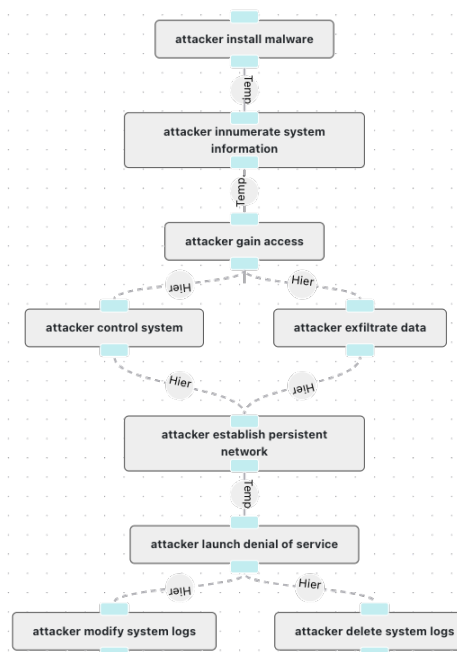 attacker install malware
Temp
attacker innumerate system
information
Temp
attacker gain access
Hier
Hier
attacker control system
attacker exfiltrate data
Hier
Hier
attacker establish persistent
network
Temp
attacker launch denial of service
Hier
Hier
attacker modify system logs
attacker delete system logs